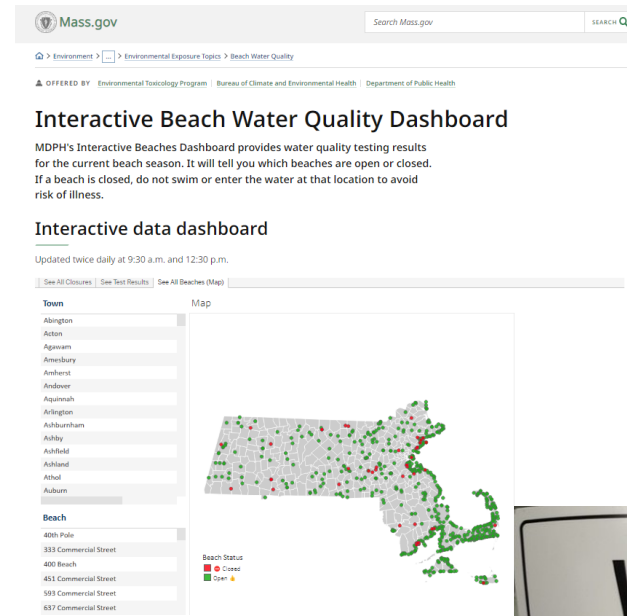 Mass.gov
Search Mass.gov
SEARCH
> Environment > ... > Environmental Exposure Topics > Beach Water Quality
OFFERED BY Environmental Toxicology Program | Bureau of Climate and Environmental Health | Department of Public Health
Interactive Beach Water Quality Dashboard
MDPH's Interactive Beaches Dashboard provides water quality testing results
for the current beach season. It will tell you which beaches are open or closed.
If a beach is closed, do not swim or enter the water at that location to avoid
risk of illness.
Interactive data dashboard
Updated twice daily at 9:30 a.m. and 12:30 p.m.
See All Closures | See Test Results | See All Beaches (Map)
Town
Abington
Acton
Agawam
Amesbury
Amherst
Andover
Aquinnah
Arlington
Ashburnham
Ashby
Ashfield
Ashland
Athol
Auburn
Beach
40th Pole
333 Commercial Street
400 Beach
451 Commercial Street
593 Commercial Street
637 Commercial Street
Map
Beach Status
Closed
Open